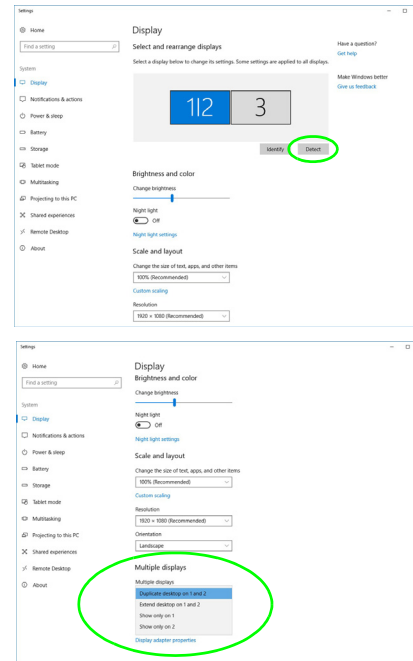 Settings
Home
Display
Find a setting
Select and rearrange displays
Have a question?
Get help
Select a display below to change its settings. Some settings are applied to all displays.
System
Make Windows better
Display
Give us feedback
Notifications & actions
1|2
3
Power & sleep
Battery
Storage
Identify
Detect
Tablet mode
Brightness and color
Multitasking
Change brightness
Projecting to this PC
Night light
Shared experiences
Off
Remote Desktop
Night light settings
About
Scale and layout
Change the size of text, apps, and other items
100% (Recommended)
Custom scaling
Resolution
1920 × 1080 (Recommended)
Settings
Home
Display
Brightness and color
Find a setting
Change brightness
System
Night light
Display
Off
Notifications & actions
Night light settings
Power & sleep
Scale and layout
Battery
Change the size of text, apps, and other items
Storage
100% (Recommended)
Custom scaling
Tablet mode
Resolution
Multitasking
1920 × 1080 (Recommended)
Projecting to this PC
Orientation
Shared experiences
Landscape
Remote Desktop
Multiple displays
About
Multiple displays
Duplicate desktop on 1 and 2
Extend desktop on 1 and 2
Show only on 1
Show only on 2
Display adapter properties